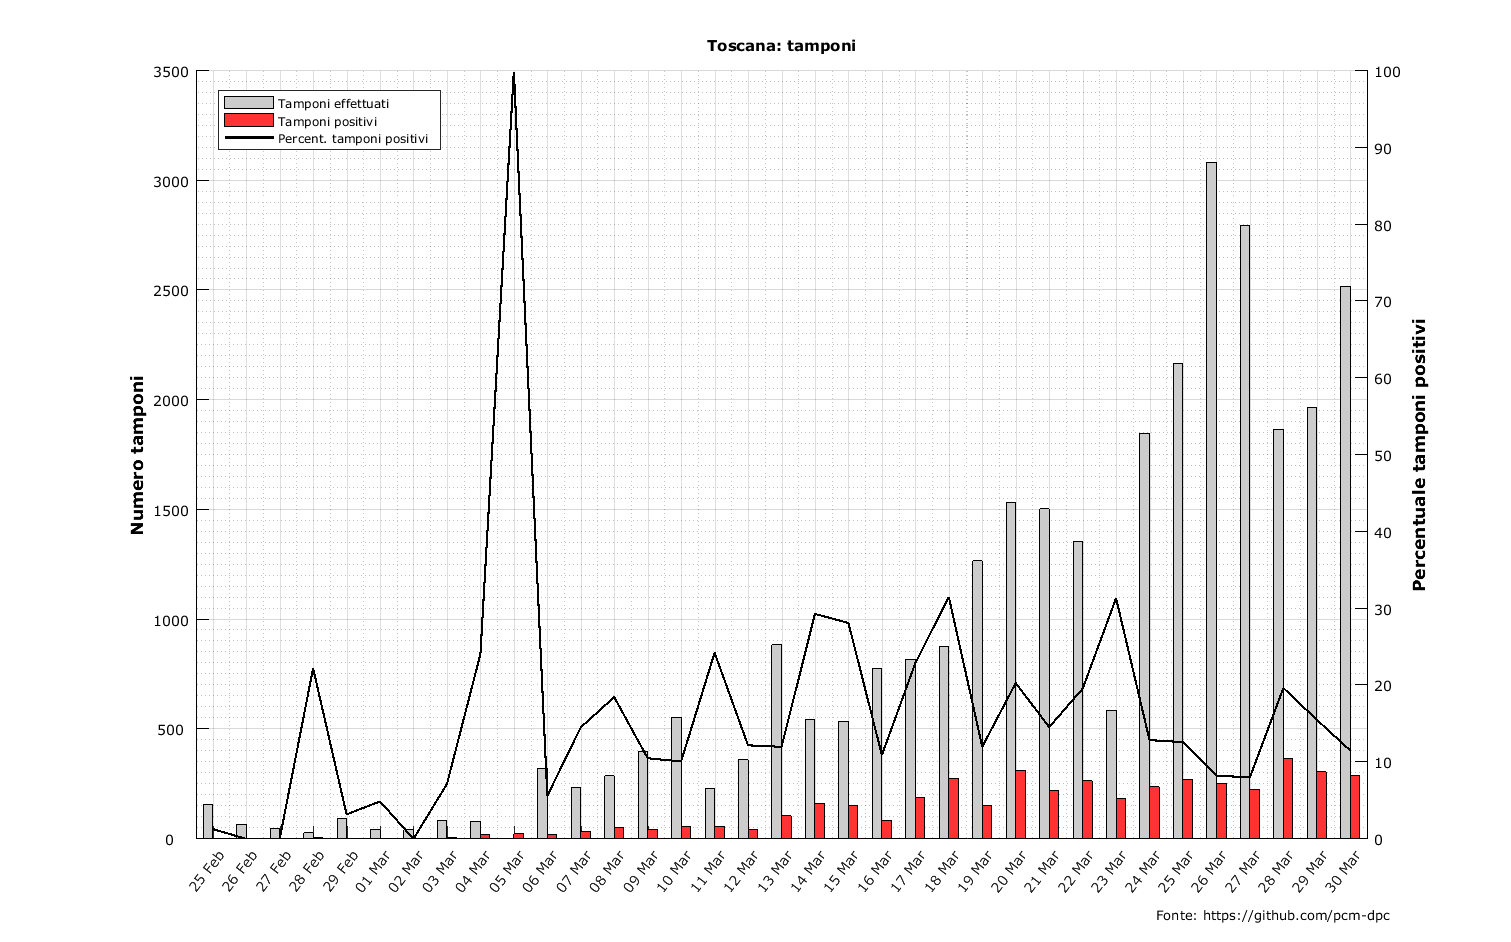 Toscana: tamponi
Tamponi effettuati
Tamponi positivi
Percent. tamponi positivi
Numero tamponi
3500
3000
2500
2000
1500
1000
500
0
100
90
80
70
60
50
40
30
20
10
0
Percentuale tamponi positivi
25 Feb
26 Feb
27 Feb
28 Feb
29 Feb
01 Mar
02 Mar
03 Mar
04 Mar
05 Mar
06 Mar
07 Mar
08 Mar
09 Mar
10 Mar
11 Mar
12 Mar
13 Mar
14 Mar
15 Mar
16 Mar
17 Mar
18 Mar
19 Mar
20 Mar
21 Mar
22 Mar
23 Mar
24 Mar
25 Mar
26 Mar
27 Mar
28 Mar
29 Mar
30 Mar
Fonte: https://github.com/pcm-dpc